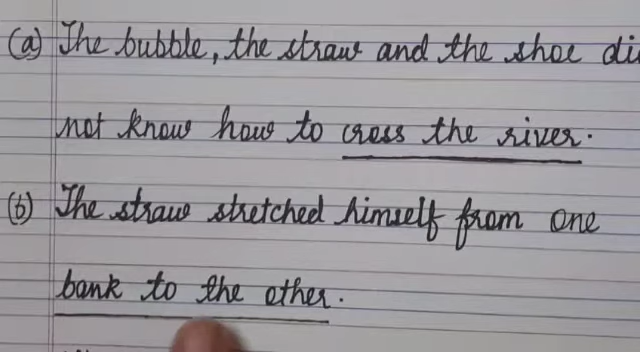 (a) The bubble, the straw and the shoe di
not know how to cross the river.
(b) The straw stretched himself from one
bank to the other.